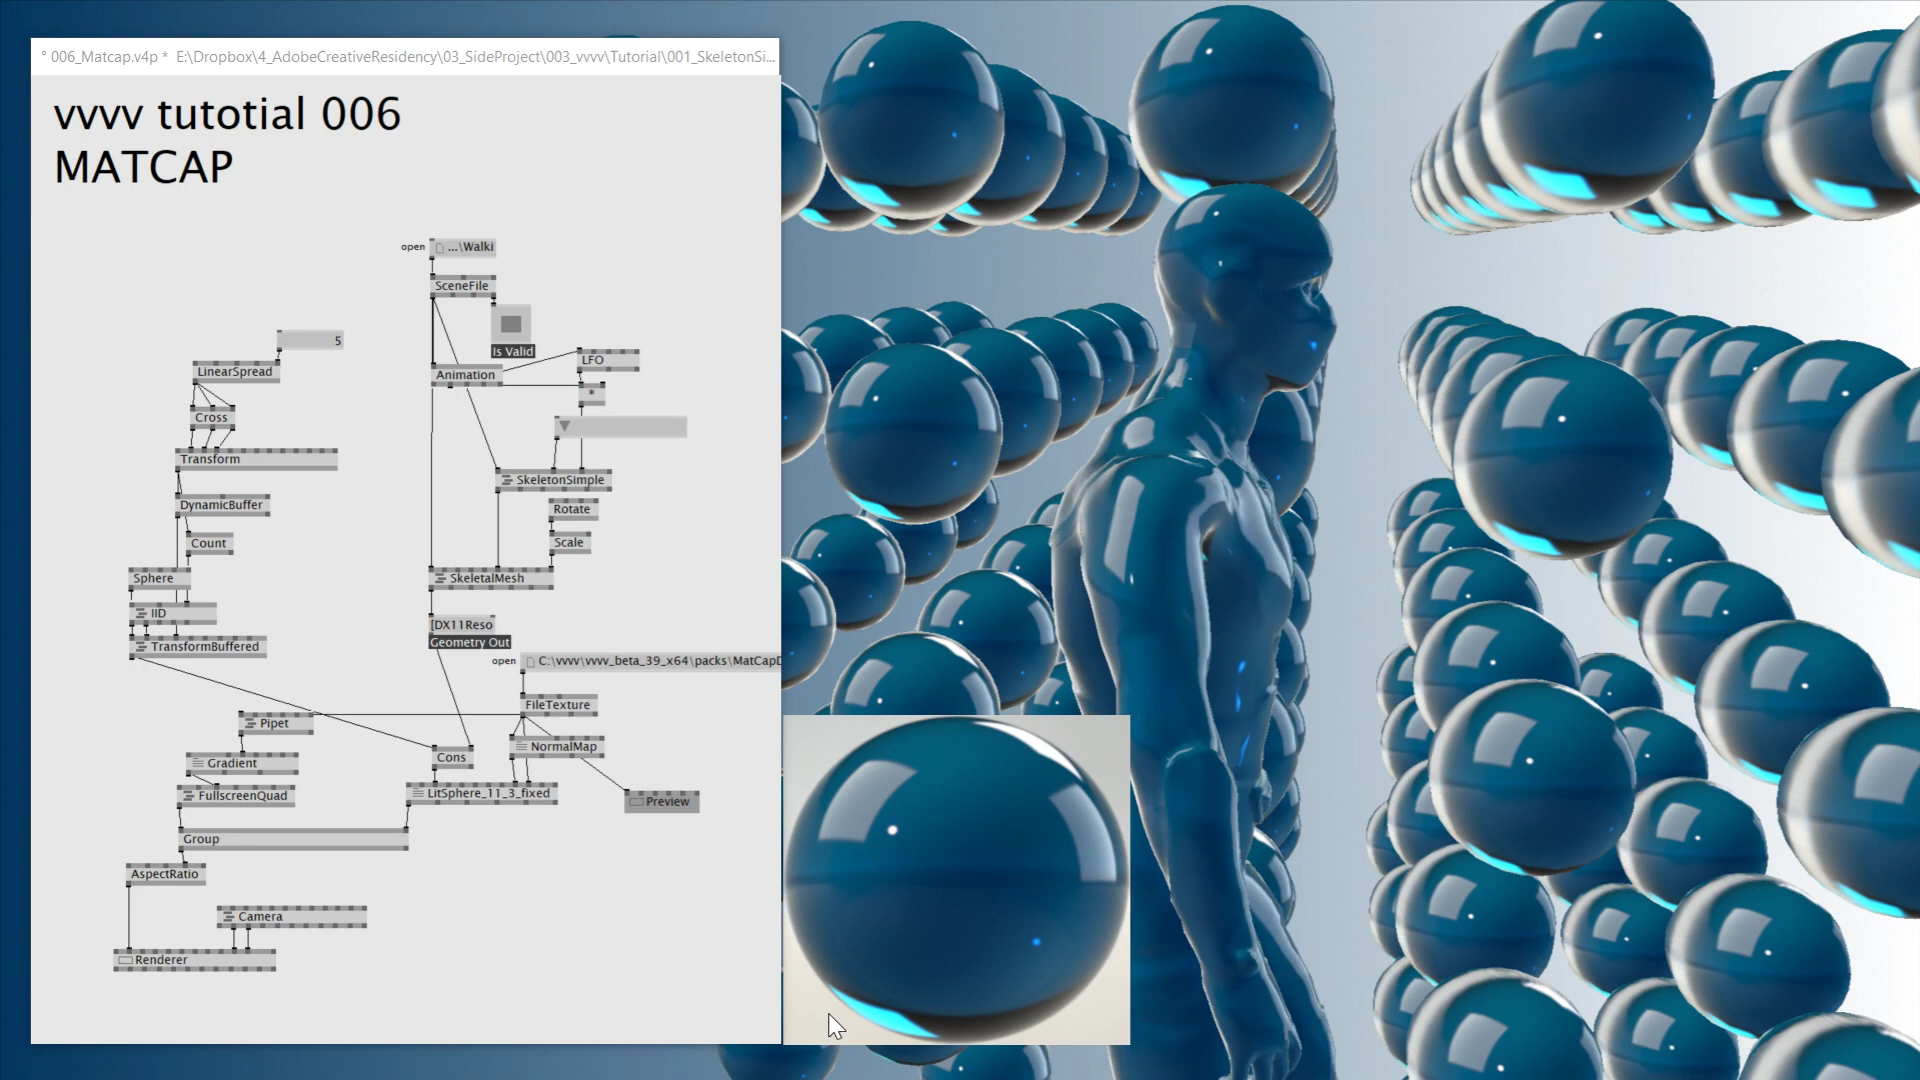 ° 006_Matcap.v4p * E:\Dropbox\4_AdobeCreativeResidency\03_SideProject\003_vvvv\Tutorial\001_SkeletonSi...
vvvv tutotial 006
MATCAP
open ...\Walki
SceneFile
5
Is Valid
LFO
LinearSpread
Animation
*
Cross
Transform
SkeletonSimple
DynamicBuffer
Rotate
Count
Scale
Sphere
SkeletalMesh
IID
[DX11Reso
Geometry Out
TransformBuffered
open C:\vvvv\vvvv_beta_39_x64\packs\MatCapD
FileTexture
Pipet
NormalMap
Cons
Gradient
FullscreenQuad
LitSphere_11_3_fixed
Preview
Group
AspectRatio
Camera
Renderer